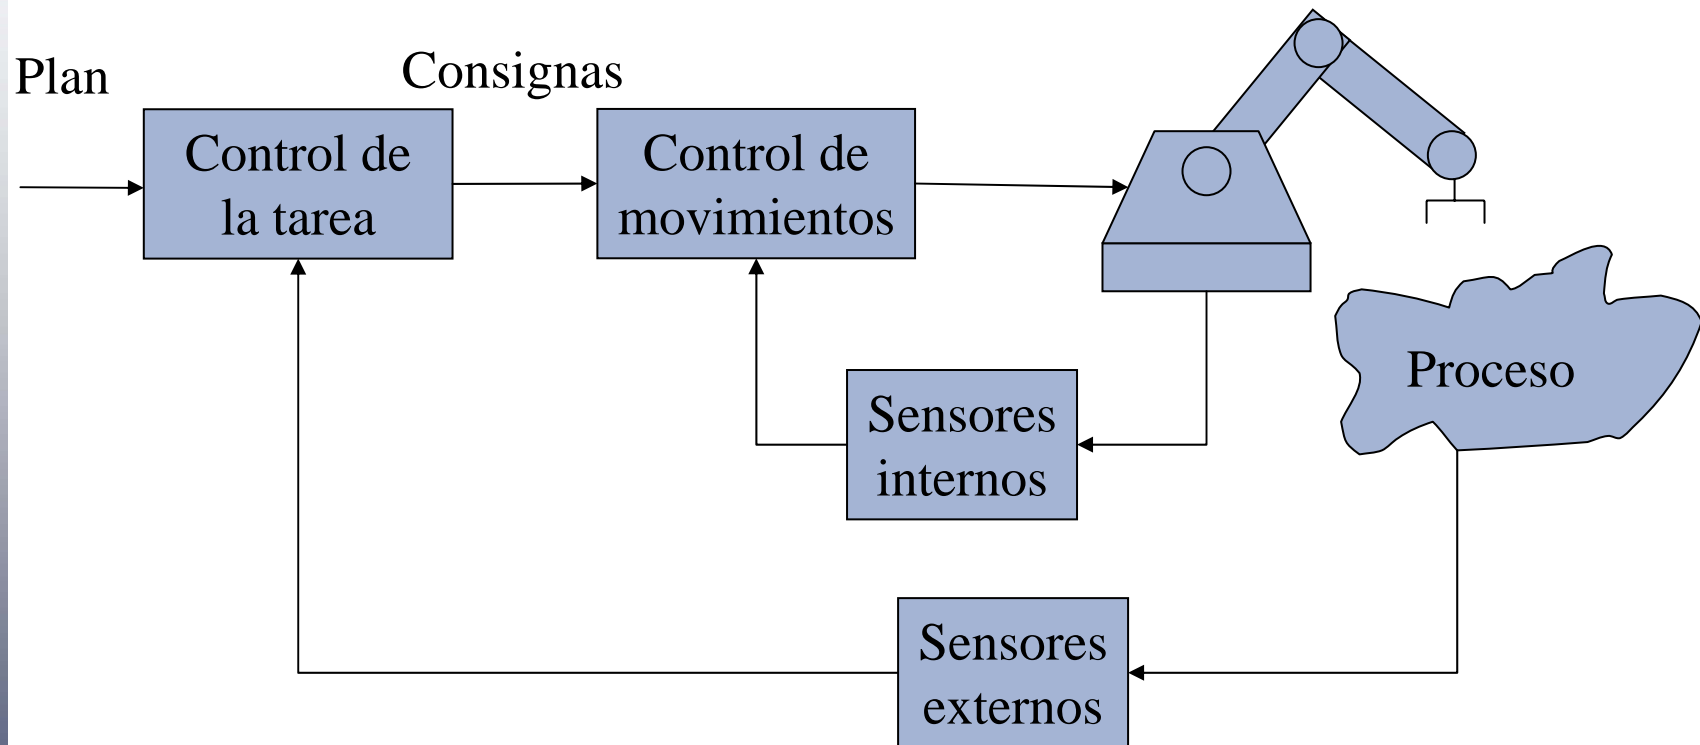 Plan
Consignas
Control de
la tarea
Control de
movimientos
Proceso
Sensores
internos
Sensores
externos